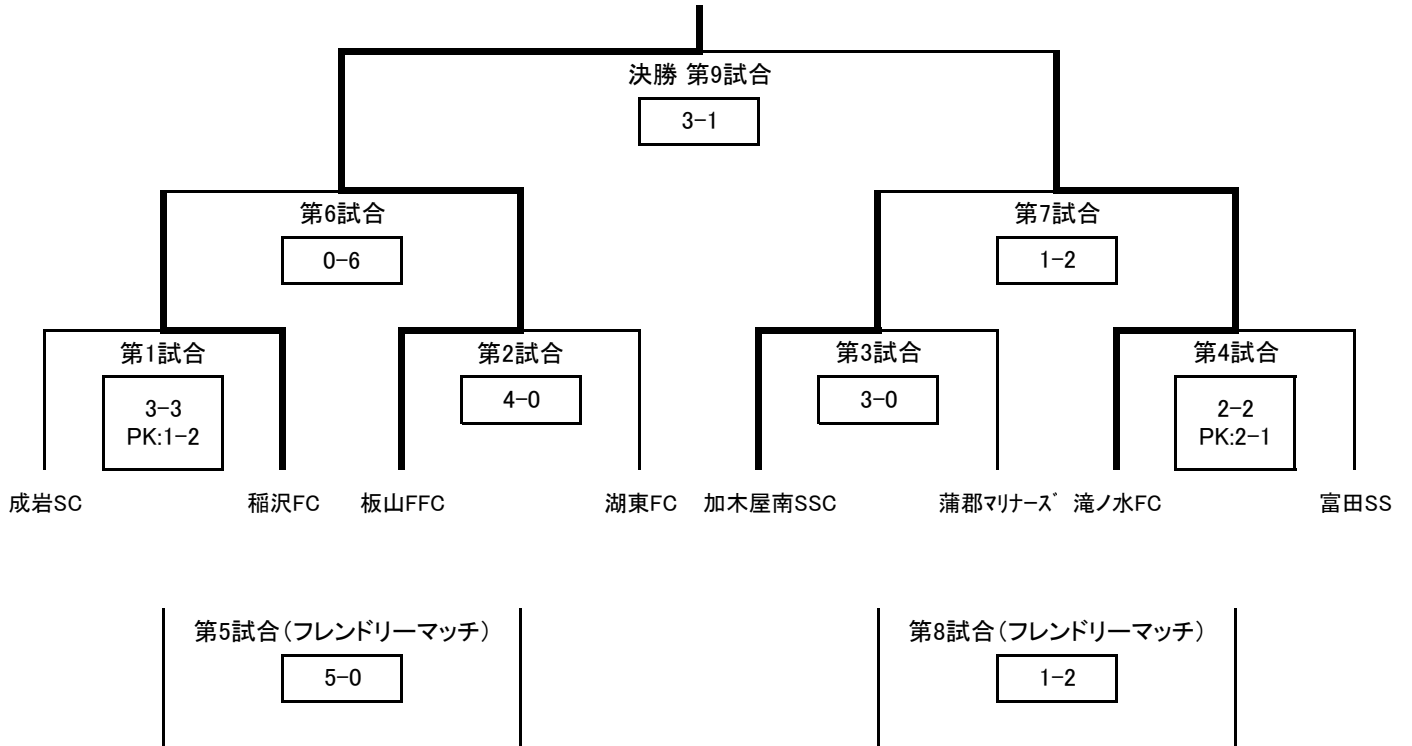 決勝 第9試合
3-1
第6試合
第7試合
0-6
1-2
第1試合
第2試合
第3試合
第4試合
3-3
PK:1-2
4-0
3-0
2-2
PK:2-1
成岩SC
稲沢FC
板山FFC
湖東FC
加木屋南SSC
蒲郡ﾏﾘﾅｰｽﾞ
滝ノ水FC
富田SS
第5試合(フレンドリーマッチ)
第8試合(フレンドリーマッチ)
5-0
1-2